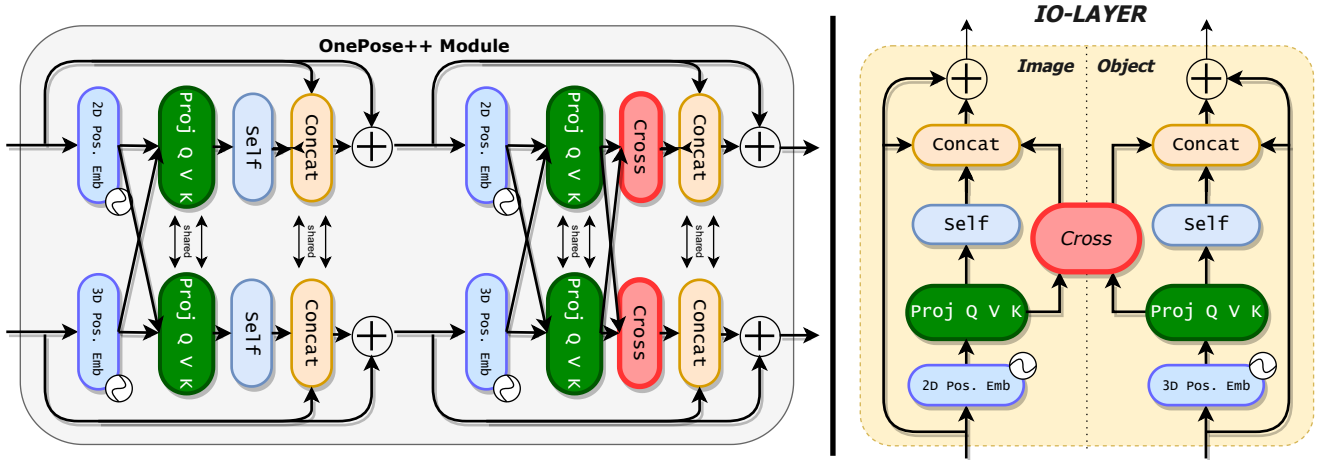 OnePose++ Module
2D Pos. Emb
Proj Q V K
Self
Concat
2D Pos. Emb
Proj Q V K
Cross
Concat
shared
shared
shared
shared
3D Pos. Emb
Proj Q V K
Self
Concat
3D Pos. Emb
Proj Q V K
Cross
Concat
IO-LAYER
Image
Object
Concat
Concat
Self
Cross
Self
Proj Q V K
Proj Q V K
2D Pos. Emb
3D Pos. Emb